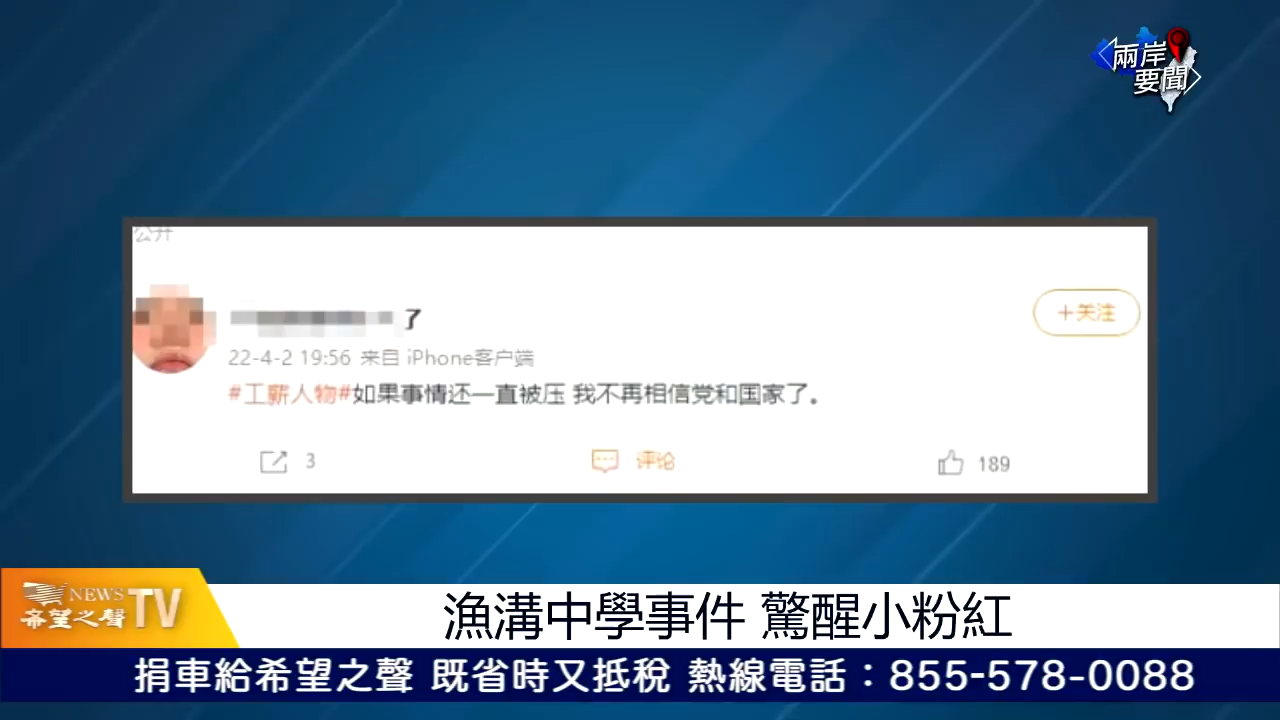 兩岸
要聞
公开
了
+关注
22-4-2 19:56 来自 iPhone客户端
#工薪人物#如果事情还一直被压 我不再相信党和国家了。
3
评论
189
NEWS
希望之聲TV
漁溝中學事件 驚醒小粉紅
捐車給希望之聲 既省時又抵稅 熱線電話：855-578-0088